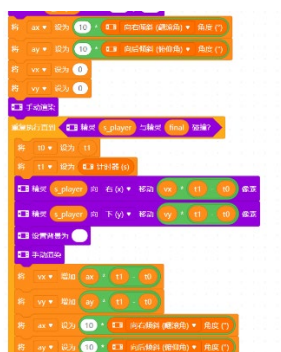 将 ax 设为 10 * 向右倾斜 (翻滚角) 角度 (°)
将 ay 设为 10 * 向后倾斜 (俯仰角) 角度 (°)
将 vx 设为 0
将 vy 设为 0
手动渲染
重复执行直到 精灵 s_player 与精灵 final 碰撞?
将 t0 设为 t1
将 t1 设为 计时器 (s)
精灵 s_player 向 右 (x) 移动 vx * t1 - t0 像素
精灵 s_player 向 下 (y) 移动 vy * t1 - t0 像素
设置背景为
手动渲染
将 vx 增加 ax * t1 - t0
将 vy 增加 ay * t1 - t0
将 ax 设为 10 * 向右倾斜 (翻滚角) 角度 (°)
将 ay 设为 10 * 向后倾斜 (俯仰角) 角度 (°)